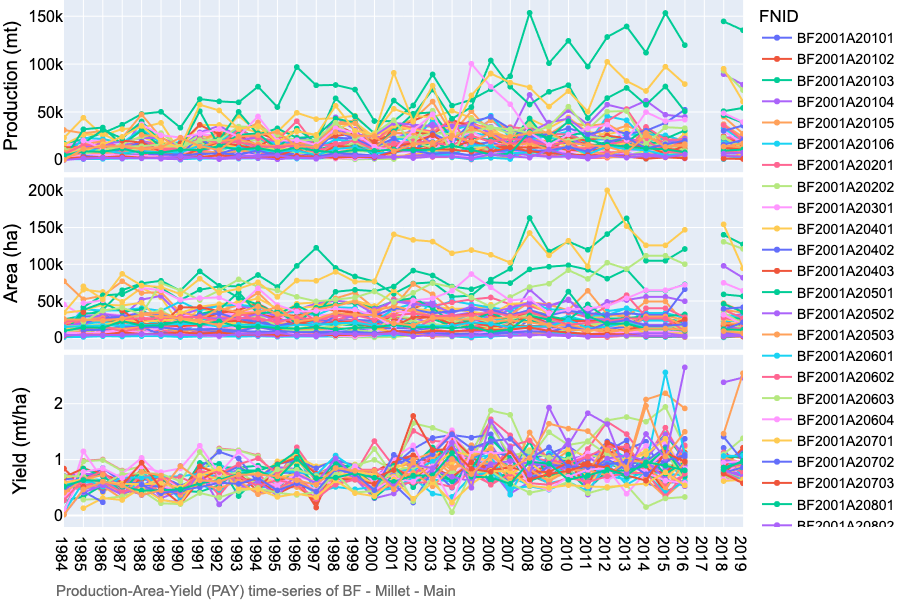 Production (mt)
150k
100k
50k
0
Area (ha)
200k
150k
100k
50k
0
Yield (mt/ha)
2
1
0
1984 1985 1986 1987 1988 1989 1990 1991 1992 1993 1994 1995 1996 1997 1998 1999 2000 2001 2002 2003 2004 2005 2006 2007 2008 2009 2010 2011 2012 2013 2014 2015 2016 2017 2018 2019
Production-Area-Yield (PAY) time-series of BF - Millet - Main
FNID
BF2001A20101
BF2001A20102
BF2001A20103
BF2001A20104
BF2001A20105
BF2001A20106
BF2001A20201
BF2001A20202
BF2001A20301
BF2001A20401
BF2001A20402
BF2001A20403
BF2001A20501
BF2001A20502
BF2001A20503
BF2001A20601
BF2001A20602
BF2001A20603
BF2001A20604
BF2001A20701
BF2001A20702
BF2001A20703
BF2001A20801
BF2001A20802